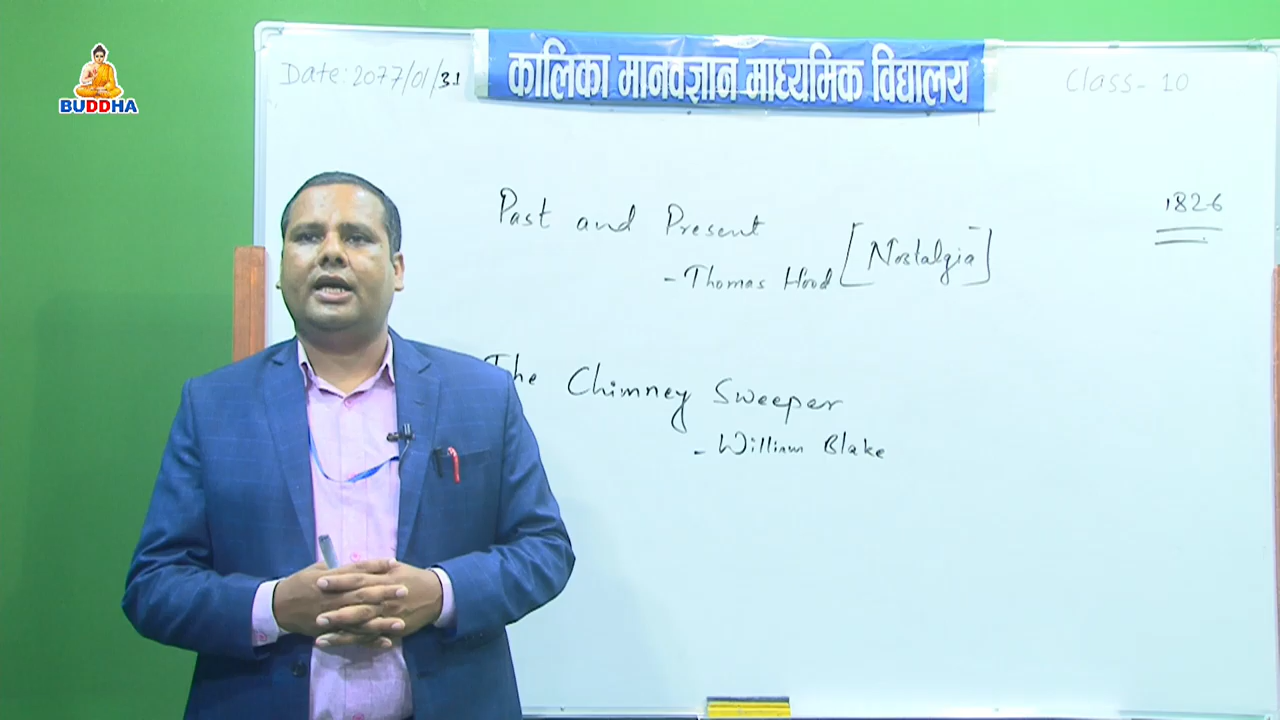 BUDDHA
Date: 2077/01/31
कालिका मानवज्ञान माध्यमिक विद्यालय
Class - 10
1826
Past and Present
- Thomas Hood [Nostalgia]
The Chimney Sweeper
- William Blake